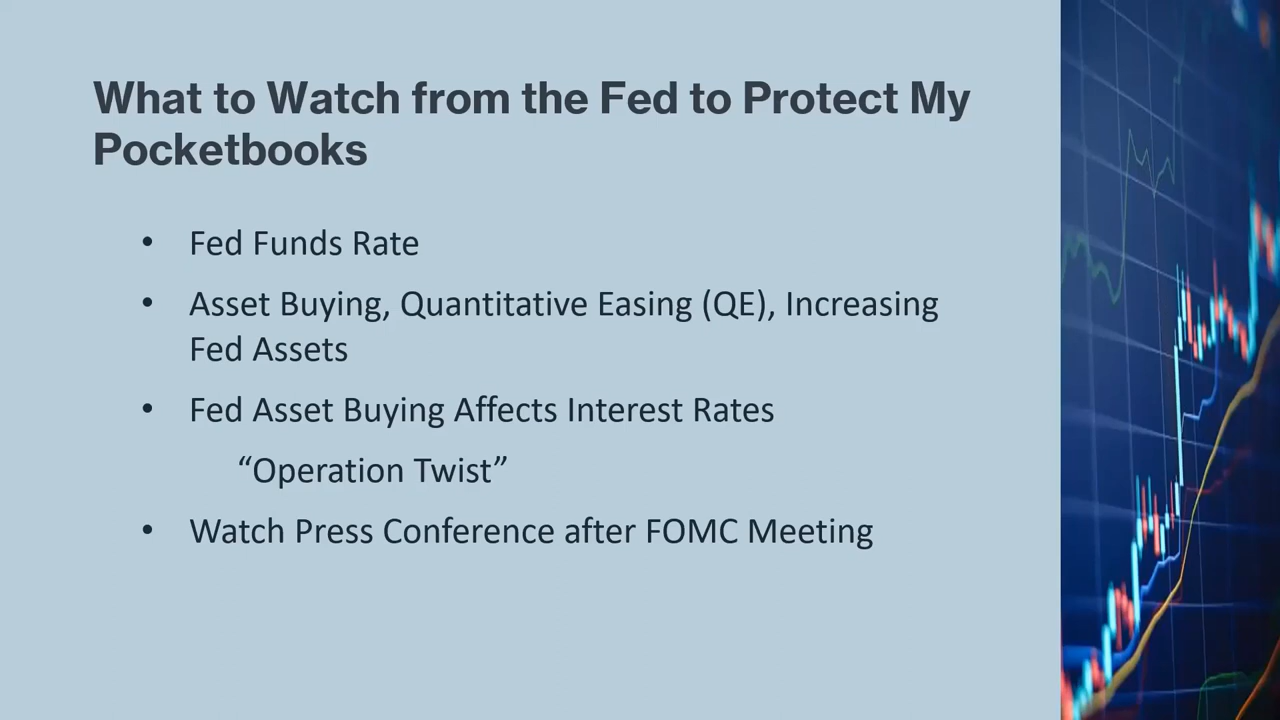 What to Watch from the Fed to Protect My
Pocketbooks
• Fed Funds Rate
• Asset Buying, Quantitative Easing (QE), Increasing
Fed Assets
• Fed Asset Buying Affects Interest Rates
“Operation Twist”
• Watch Press Conference after FOMC Meeting